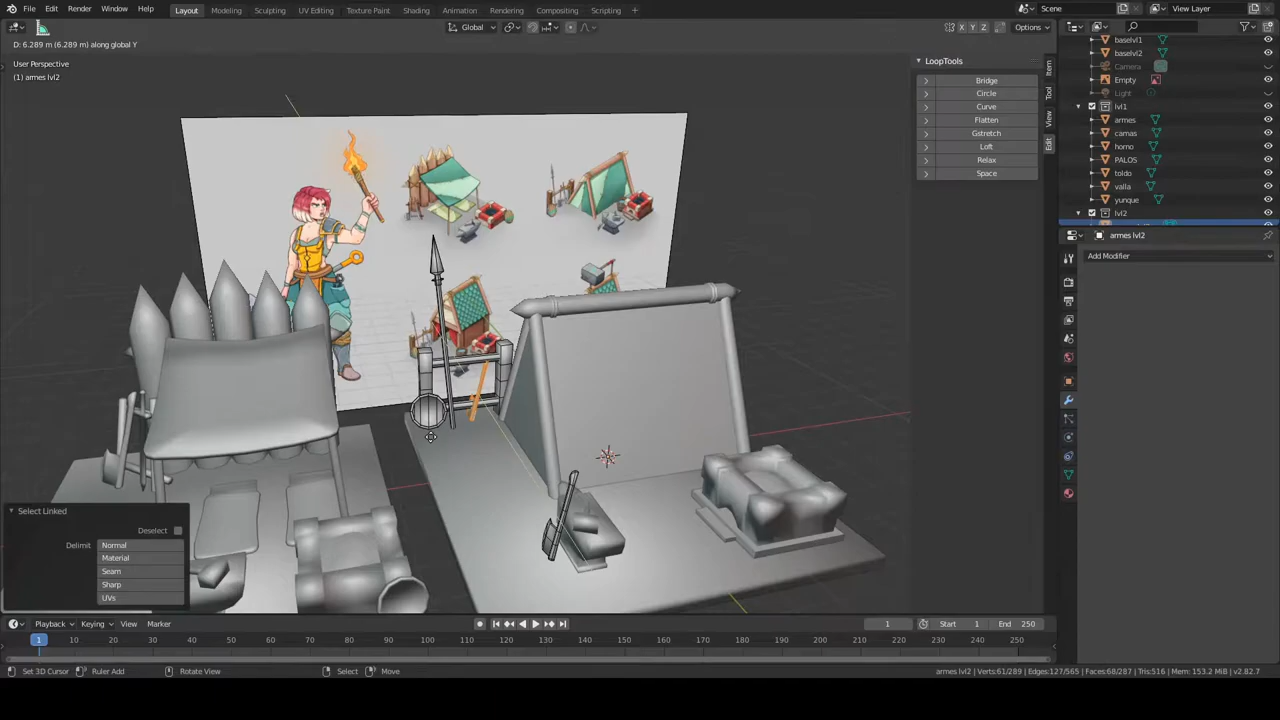 File Edit Render Window Help Layout Modeling Sculpting UV Editing Texture Paint Shading Animation Rendering Compositing Scripting + Scene View Layer
Global X Y Z Options
D: 6.289 m (6.289 m) along global Y
User Perspective
(1) armes lvl2
LoopTools
Bridge
Circle
Curve
Flatten
Gstretch
Loft
Relax
Space
Item
Tool
View
Edit
baselvl1
baselvl2
Camera
Empty
Light
lvl1
armes
camas
horno
PALOS
toldo
valla
yunque
lvl2
armes lvl2
Add Modifier
Select Linked
Deselect
Delimit Normal
Material
Seam
Sharp
UVs
Playback Keying View Marker 1 Start 1 End 250
1 10 20 30 40 50 60 70 80 90 100 110 120 130 140 150 160 170 180 190 200 210 220 230 240 250
Set 3D Cursor Ruler Add Rotate View Select Move armes lvl2 | Verts:61/289 | Edges:127/565 | Faces:68/287 | Tris:516 | Mem: 153.2 MiB | v2.82.7